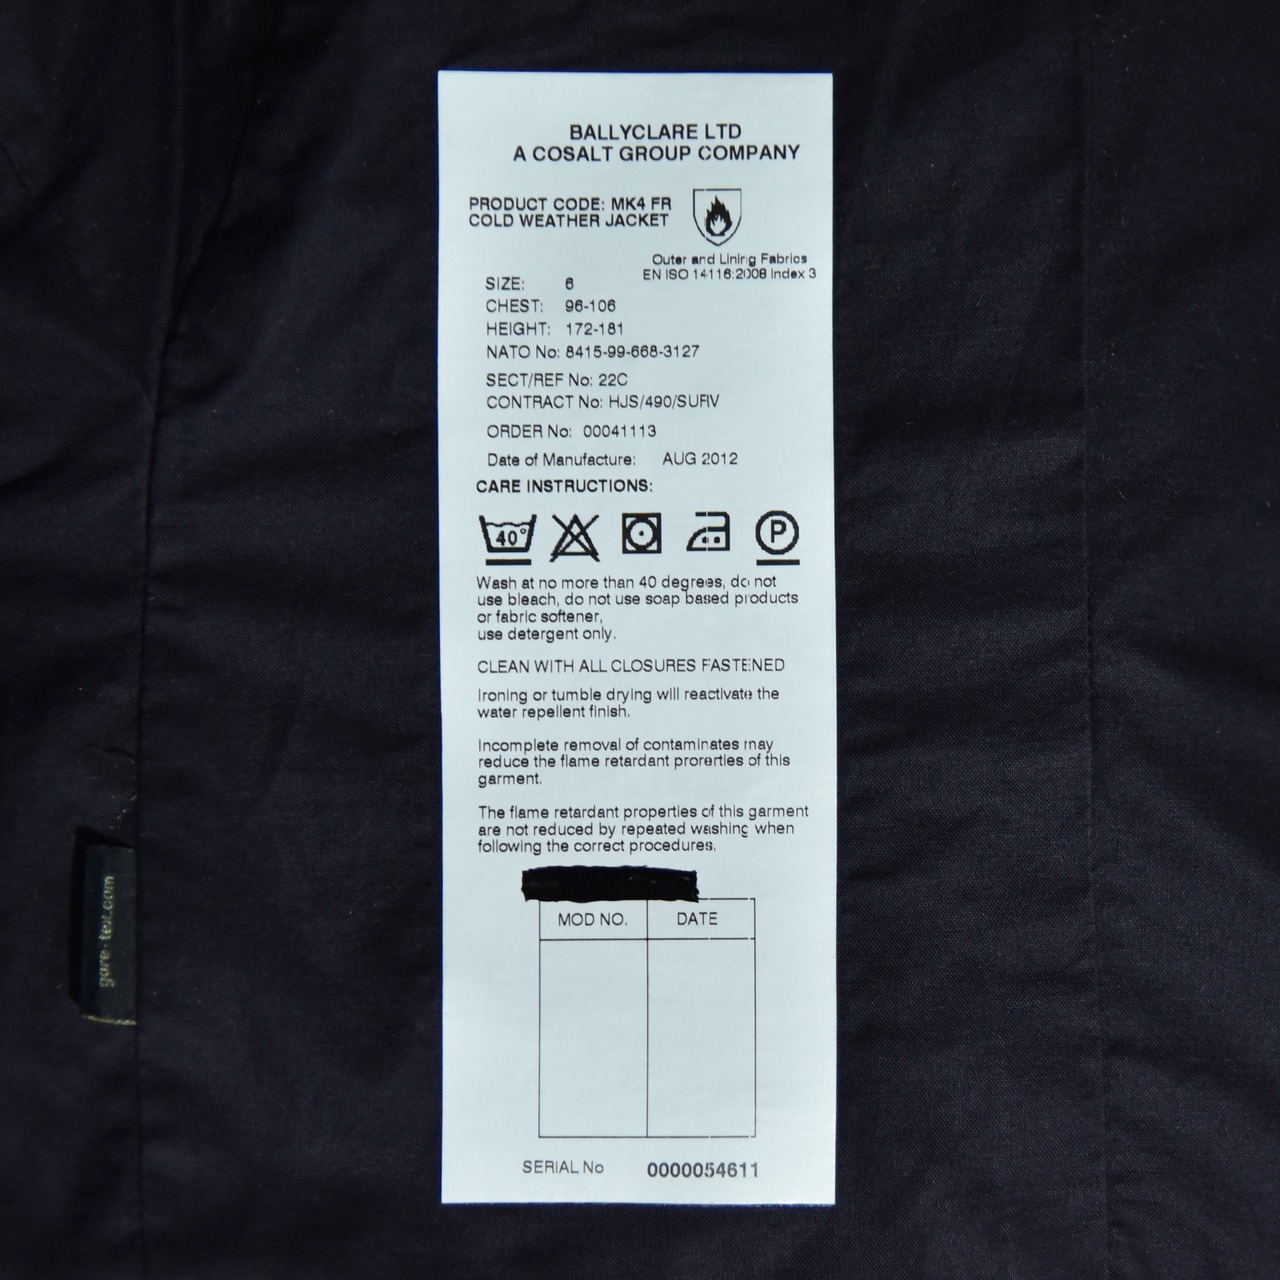 BALLYCLARE LTD
A COSALT GROUP COMPANY
PRODUCT CODE: MK4 FR
COLD WEATHER JACKET
Outer and Lining Fabrics
EN ISO 14116:2008 Index 3
SIZE: 6
CHEST: 96-106
HEIGHT: 172-181
NATO No: 8415-99-668-3127
SECT/REF No: 22C
CONTRACT No: HJS/490/SURV
ORDER No: 00041113
Date of Manufacture: AUG 2012
CARE INSTRUCTIONS:
40° P
Wash at no more than 40 degrees, do not
use bleach, do not use soap based products
or fabric softener,
use detergent only.
CLEAN WITH ALL CLOSURES FASTENED
Ironing or tumble drying will reactivate the
water repellent finish.
Incomplete removal of contaminates may
reduce the flame retardant prorerties of this
garment.
The flame retardant properties of this garment
are not reduced by repeated washing when
following the correct procedures.
MOD NO. DATE
SERIAL No 0000054611
gore-tex.com